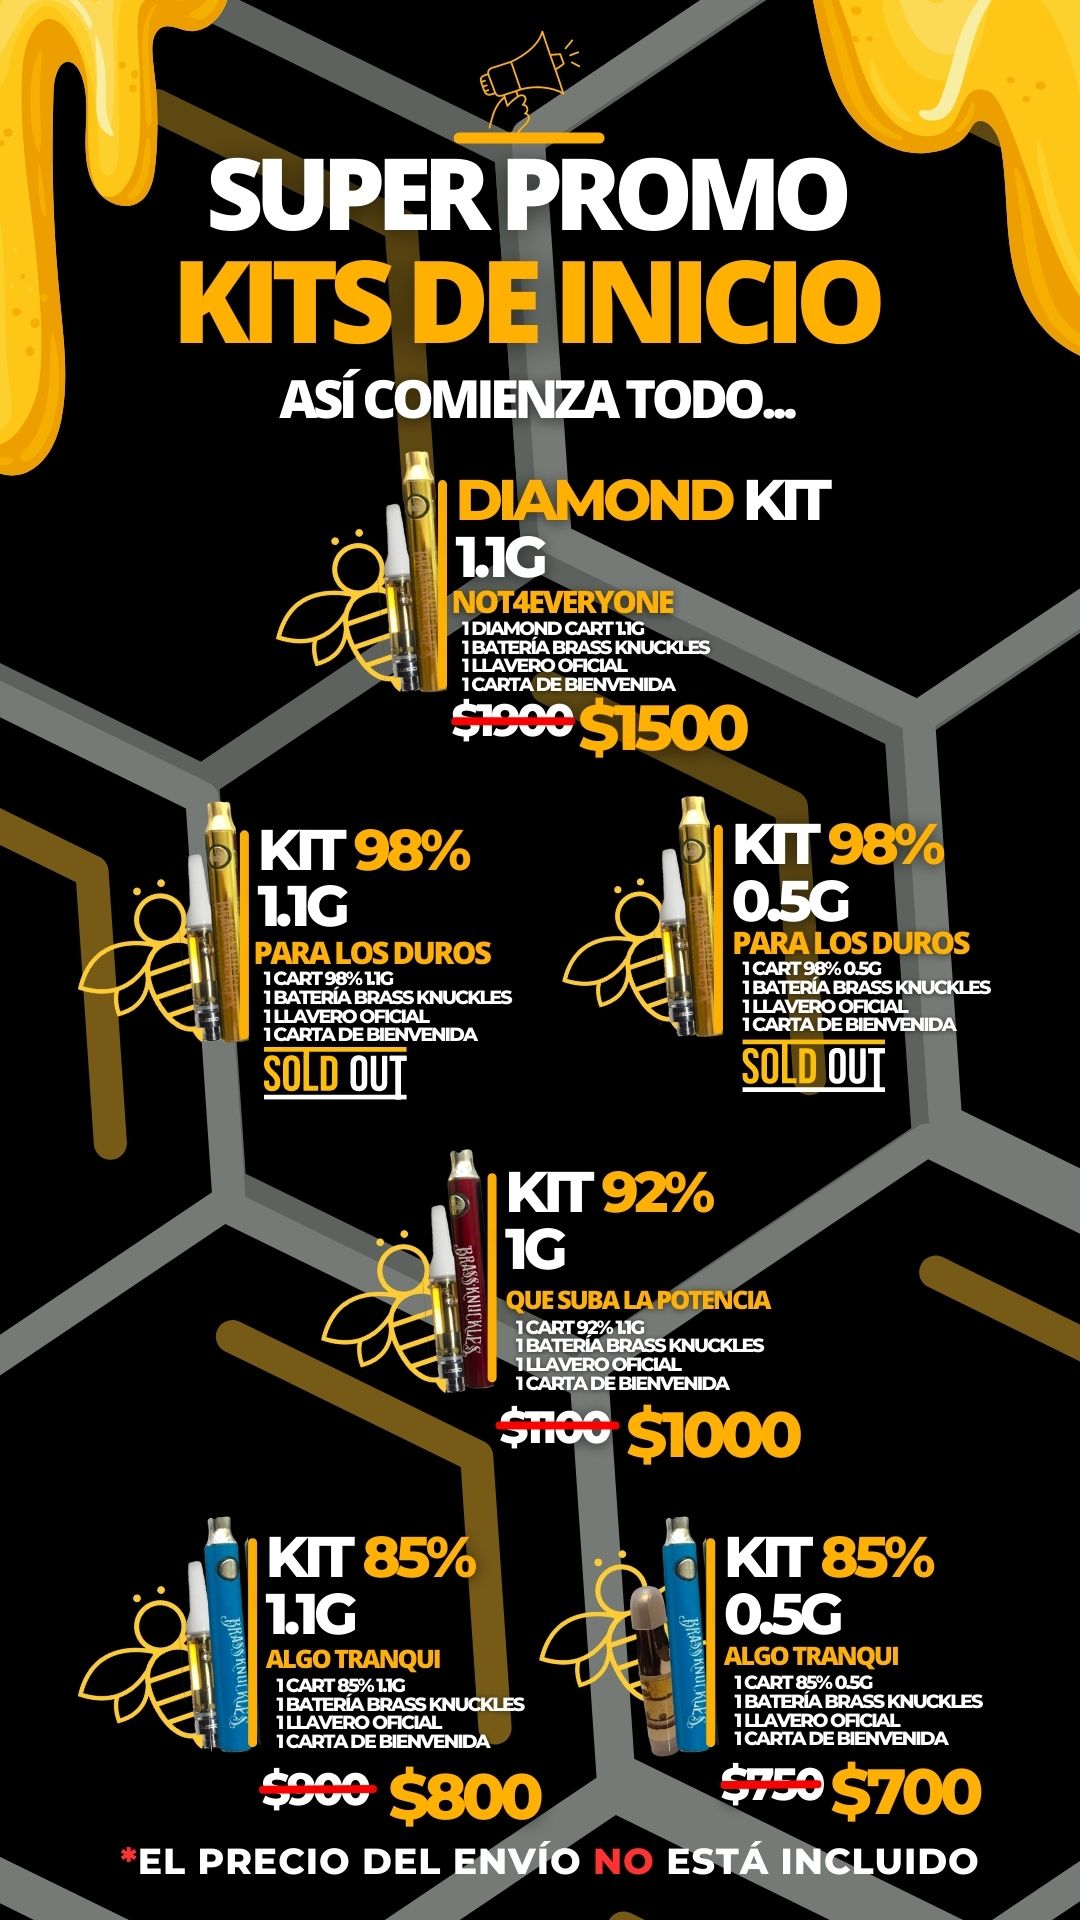 SUPER PROMO
KITS DE INICIO
ASÍ COMIENZA TODO...
DIAMOND KIT
1.1G
NOT4EVERYONE
1 DIAMOND CART 1.1G
1 BATERÍA BRASS KNUCKLES
1 LLAVERO OFICIAL
1 CARTA DE BIENVENIDA
$1900 $1500
KIT 98%
1.1G
PARA LOS DUROS
1 CART 98% 1.1G
1 BATERÍA BRASS KNUCKLES
1 LLAVERO OFICIAL
1 CARTA DE BIENVENIDA
SOLD OUT
KIT 98%
0.5G
PARA LOS DUROS
1 CART 98% 0.5G
1 BATERÍA BRASS KNUCKLES
1 LLAVERO OFICIAL
1 CARTA DE BIENVENIDA
SOLD OUT
BRASS KNUCKLES
KIT 92%
1G
QUE SUBA LA POTENCIA
1 CART 92% 1.1G
1 BATERÍA BRASS KNUCKLES
1 LLAVERO OFICIAL
1 CARTA DE BIENVENIDA
$1100 $1000
BRASS KNUCKLES
KIT 85%
1.1G
ALGO TRANQUI
1 CART 85% 1.1G
1 BATERÍA BRASS KNUCKLES
1 LLAVERO OFICIAL
1 CARTA DE BIENVENIDA
$900 $800
BRASS KNUCKLES
KIT 85%
0.5G
ALGO TRANQUI
1 CART 85% 0.5G
1 BATERÍA BRASS KNUCKLES
1 LLAVERO OFICIAL
1 CARTA DE BIENVENIDA
$750 $700
*EL PRECIO DEL ENVÍO NO ESTÁ INCLUIDO